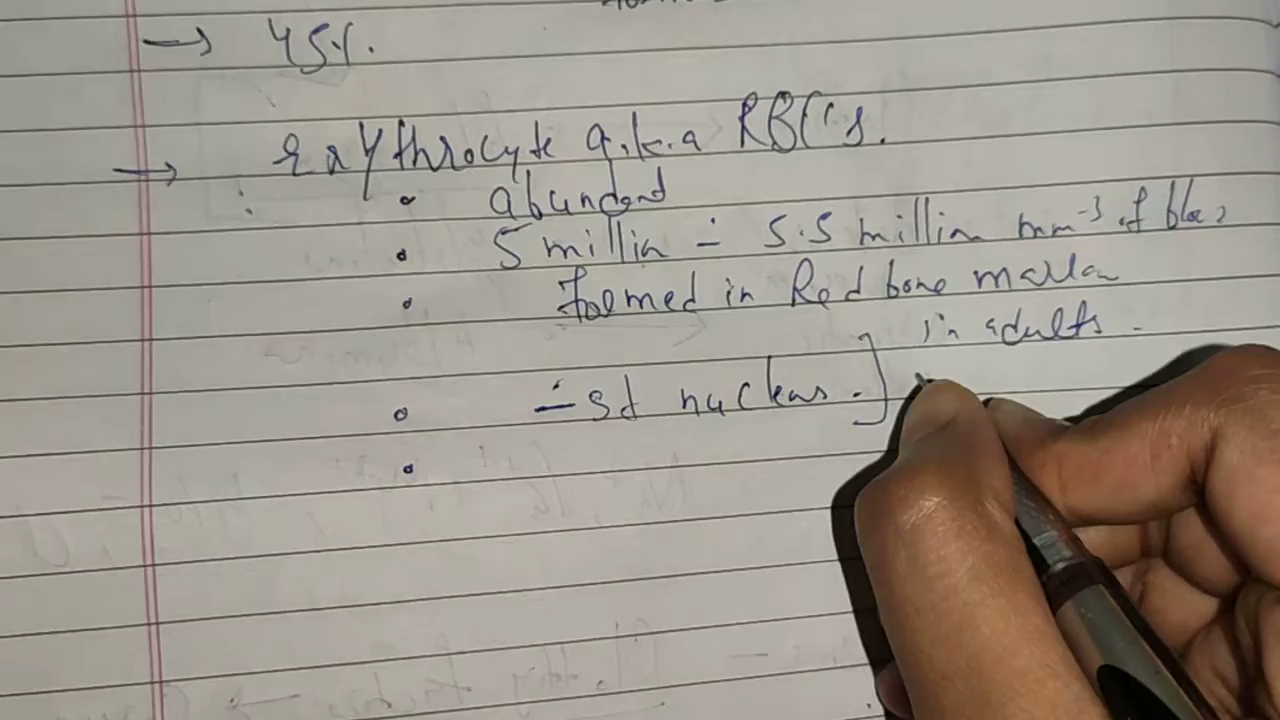 → 45%.
→ Erythrocyte a.k.a RBC's.
• abundant
• 5 million - 5.5 million mm⁻³ of blood
• Formed in Red bone marrow
in adults.
• nucleus.
•